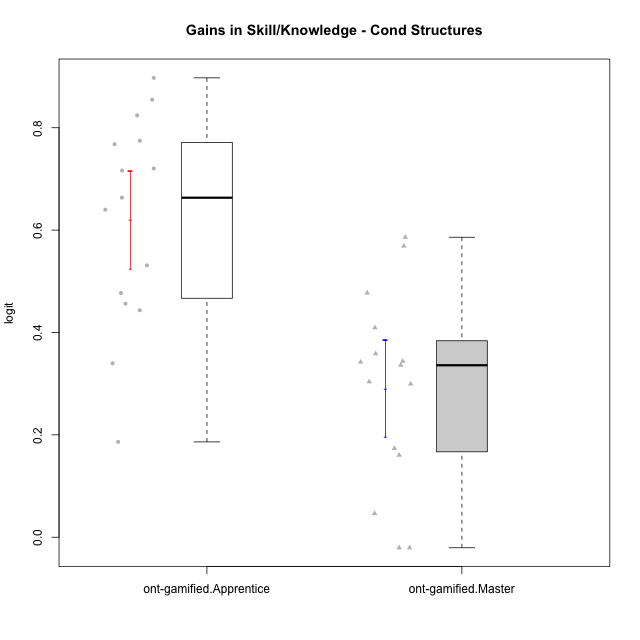 Gains in Skill/Knowledge - Cond Structures
logit
0.8
0.6
0.4
0.2
0.0
ont-gamified.Apprentice
ont-gamified.Master